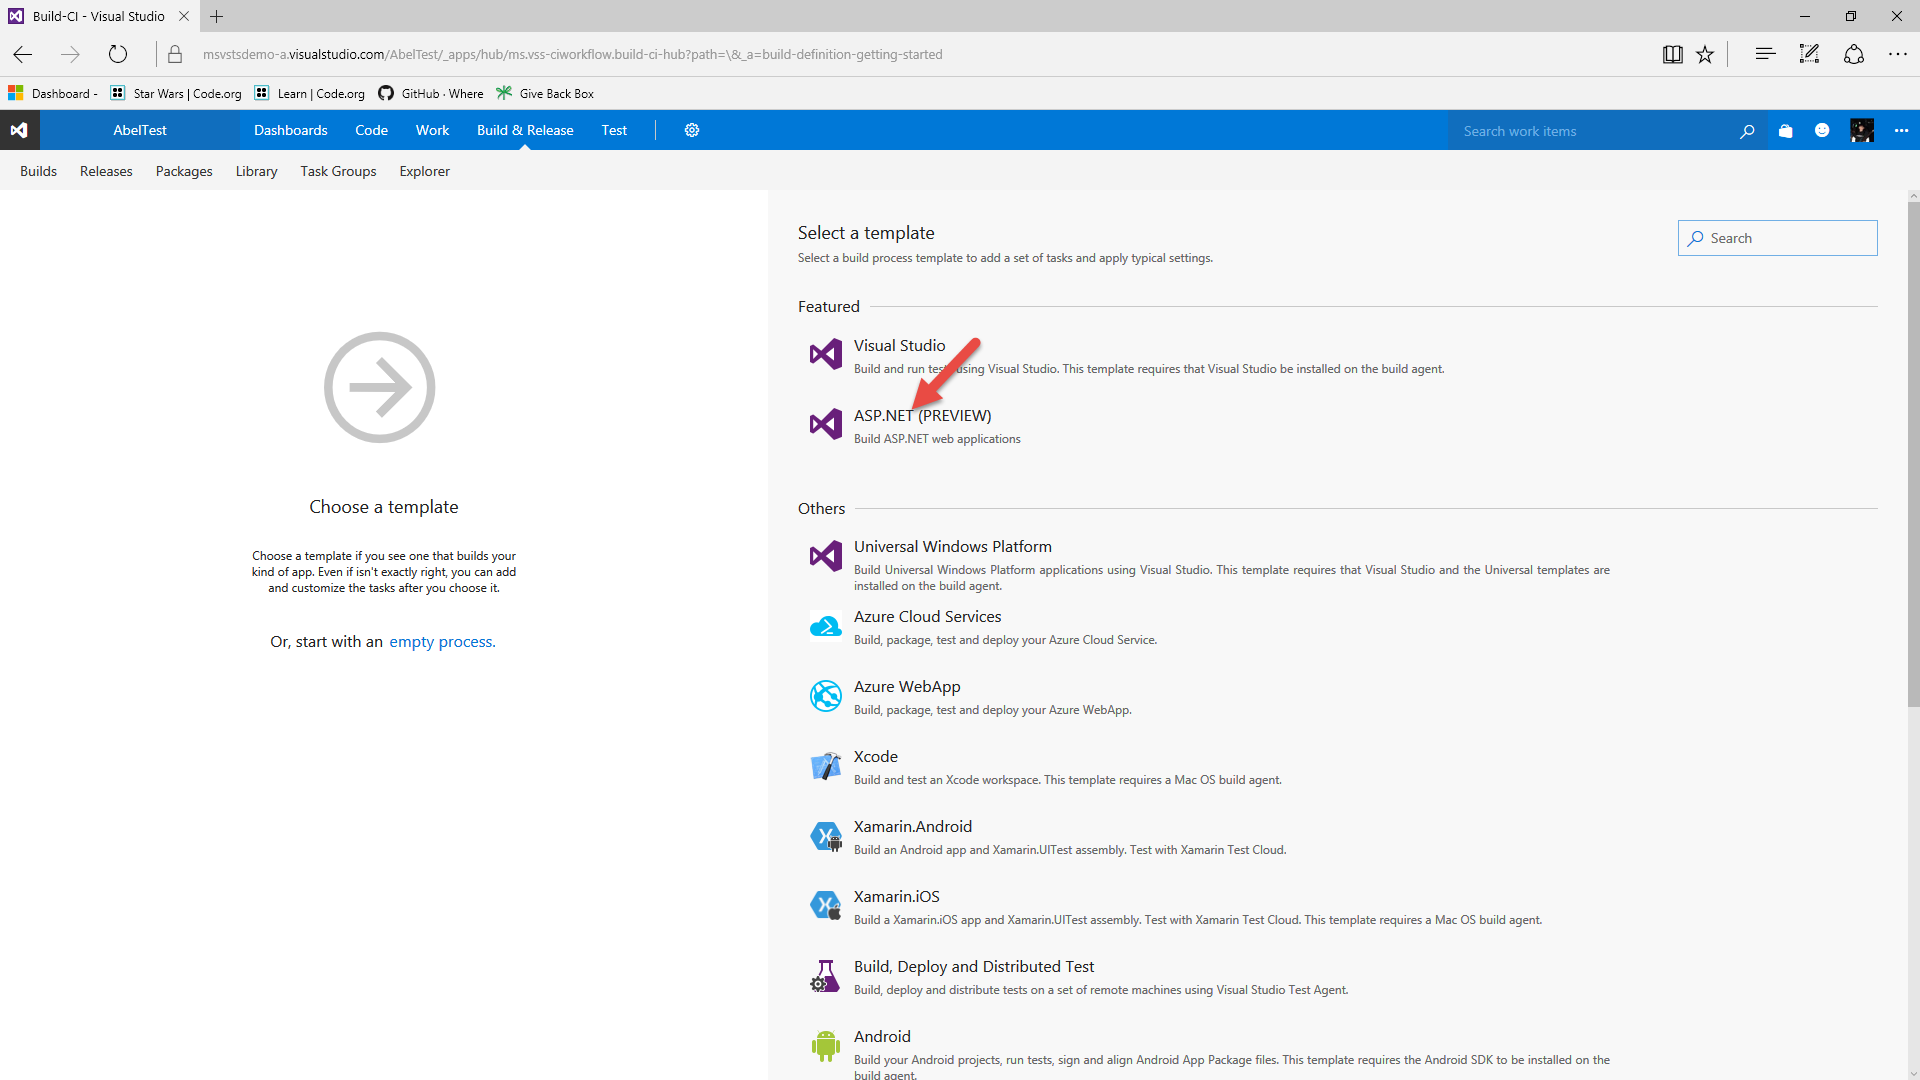 Build-CI - Visual Studio
msvstsdemo-a.visualstudio.com/AbelTest/_apps/hub/ms.vss-ciworkflow.build-ci-hub?path=\&_a=build-definition-getting-started
Dashboard - Star Wars | Code.org Learn | Code.org GitHub · Where Give Back Box
AbelTest Dashboards Code Work Build & Release Test Search work items
Builds Releases Packages Library Task Groups Explorer
Choose a template
Choose a template if you see one that builds your
kind of app. Even if isn't exactly right, you can add
and customize the tasks after you choose it.
Or, start with an empty process.
Select a template
Search
Select a build process template to add a set of tasks and apply typical settings.
Featured
Visual Studio
Build and run using Visual Studio. This template requires that Visual Studio be installed on the build agent.
ASP.NET (PREVIEW)
Build ASP.NET web applications
Others
Universal Windows Platform
Build Universal Windows Platform applications using Visual Studio. This template requires that Visual Studio and the Universal templates are
installed on the build agent.
Azure Cloud Services
Build, package, test and deploy your Azure Cloud Service.
Azure WebApp
Build, package, test and deploy your Azure WebApp.
Xcode
Build and test an Xcode workspace. This template requires a Mac OS build agent.
Xamarin.Android
Build an Android app and Xamarin.UITest assembly. Test with Xamarin Test Cloud.
Xamarin.iOS
Build a Xamarin.iOS app and Xamarin.UITest assembly. Test with Xamarin Test Cloud. This template requires a Mac OS build agent.
Build, Deploy and Distributed Test
Build, deploy and distribute tests on a set of remote machines using Visual Studio Test Agent.
Android
Build your Android projects, run tests, sign and align Android App Package files. This template requires the Android SDK to be installed on the
build agent.